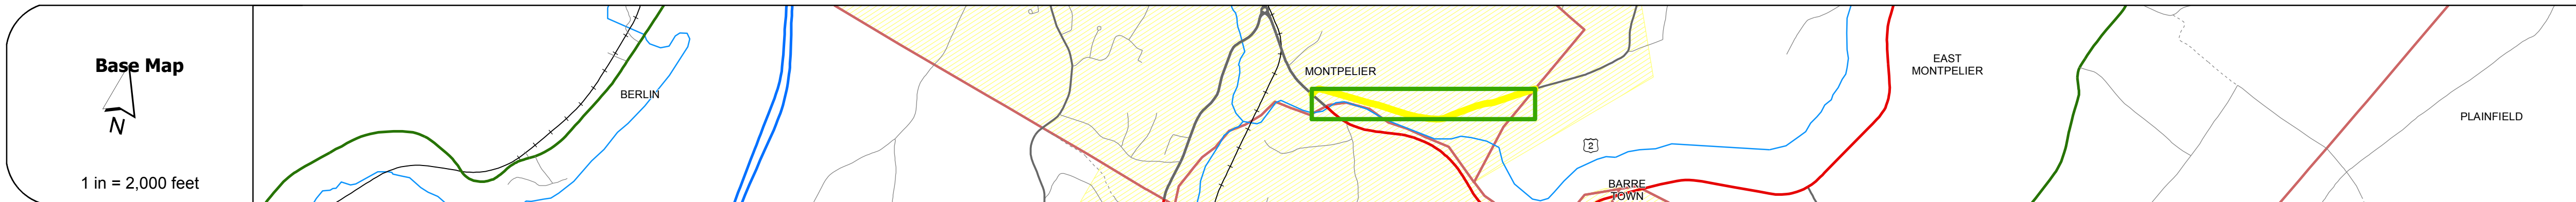 Base Map
N
1 in = 2,000 feet
BERLIN
MONTPELIER
2
EAST
MONTPELIER
BARRE
TOWN
PLAINFIELD